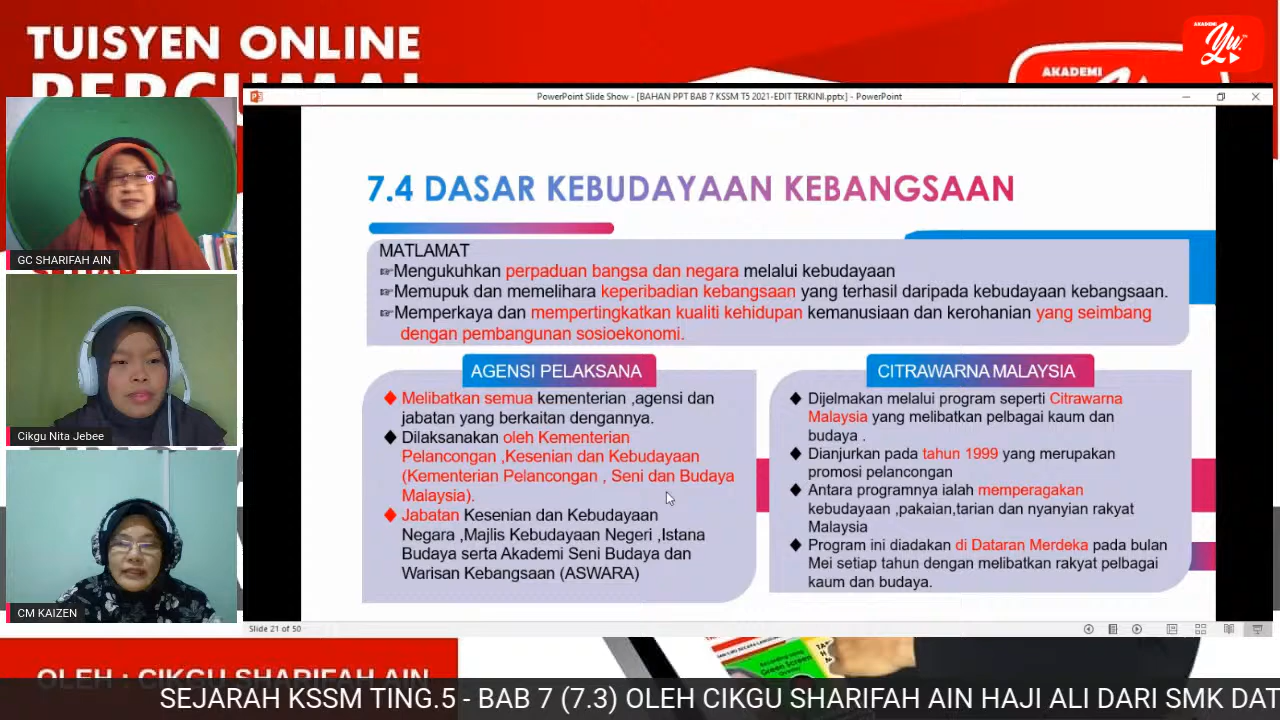 TUISYEN ONLINE
PERCUMA!
AKADEMI
AKADEMI
Yu
PowerPoint Slide Show - [BAHAN PPT BAB 7 KSSM T5 2021-EDIT TERKINI.pptx] - PowerPoint
GC SHARIFAH AIN
Cikgu Nita Jebee
CM KAIZEN
7.4 DASAR KEBUDAYAAN KEBANGSAAN
MATLAMAT
☞Mengukuhkan perpaduan bangsa dan negara melalui kebudayaan
☞Memupuk dan memelihara keperibadian kebangsaan yang terhasil daripada kebudayaan kebangsaan.
☞Memperkaya dan mempertingkatkan kualiti kehidupan kemanusiaan dan kerohanian yang seimbang
dengan pembangunan sosioekonomi.
AGENSI PELAKSANA
◆ Melibatkan semua kementerian ,agensi dan
jabatan yang berkaitan dengannya.
◆ Dilaksanakan oleh Kementerian
Pelancongan ,Kesenian dan Kebudayaan
(Kementerian Pelancongan , Seni dan Budaya
Malaysia).
◆ Jabatan Kesenian dan Kebudayaan
Negara ,Majlis Kebudayaan Negeri ,Istana
Budaya serta Akademi Seni Budaya dan
Warisan Kebangsaan (ASWARA)
CITRAWARNA MALAYSIA
◆ Dijelmakan melalui program seperti Citrawarna
Malaysia yang melibatkan pelbagai kaum dan
budaya .
◆ Dianjurkan pada tahun 1999 yang merupakan
promosi pelancongan
◆ Antara programnya ialah memperagakan
kebudayaan ,pakaian,tarian dan nyanyian rakyat
Malaysia
◆ Program ini diadakan di Dataran Merdeka pada bulan
Mei setiap tahun dengan melibatkan rakyat pelbagai
kaum dan budaya.
Slide 21 of 50
Green Screen
OLEH : CIKGU SHARIFAH AIN
SEJARAH KSSM TING.5 - BAB 7 (7.3) OLEH CIKGU SHARIFAH AIN HAJI ALI DARI SMK DAT